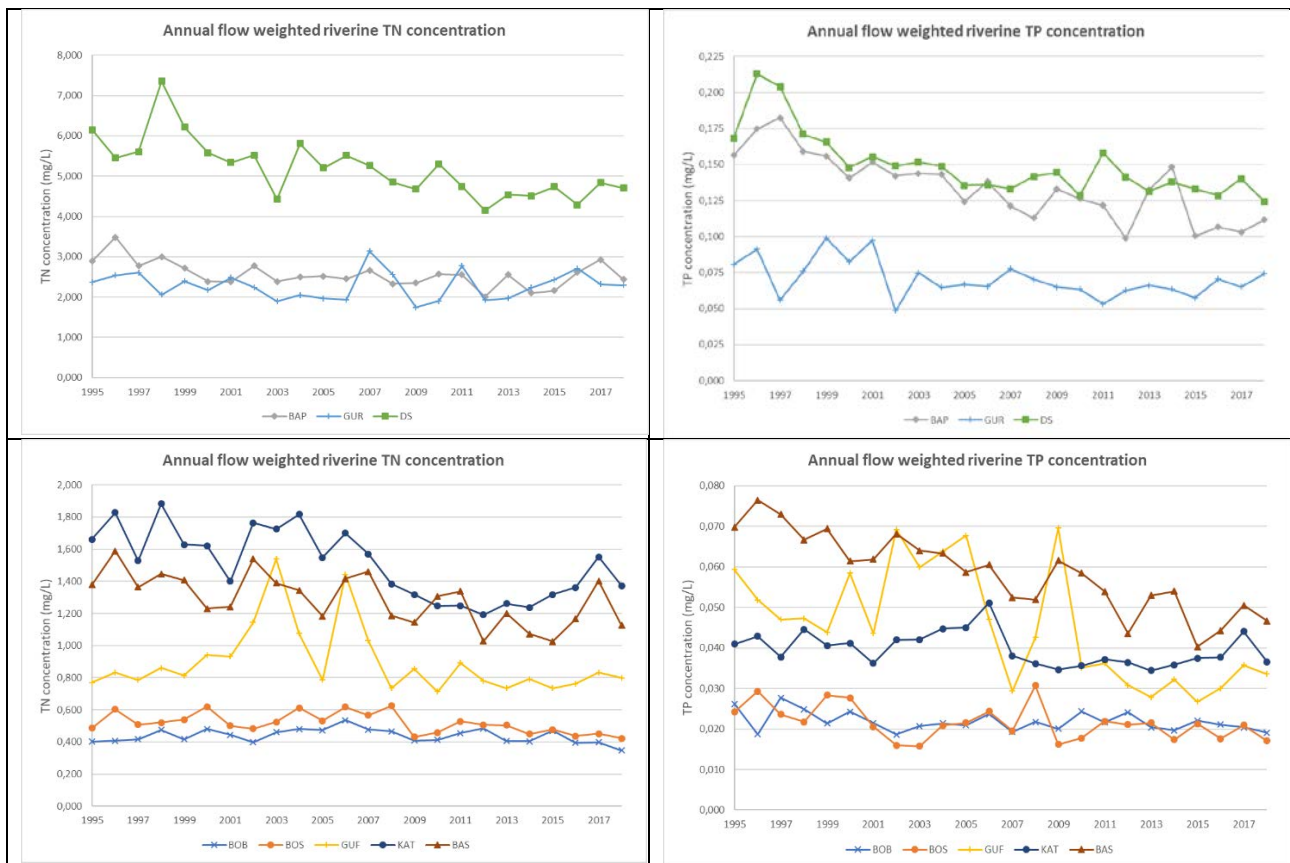 Annual flow weighted riverine TN concentration
TN concentration (mg/L)
8,000
7,000
6,000
5,000
4,000
3,000
2,000
1,000
0,000
1995 1997 1999 2001 2003 2005 2007 2009 2011 2013 2015 2017
BAP GUR DS
Annual flow weighted riverine TP concentration
TP concentration (mg/L)
0,225
0,200
0,175
0,150
0,125
0,100
0,075
0,050
0,025
0,000
1995 1997 1999 2001 2003 2005 2007 2009 2011 2013 2015 2017
BAP GUR DS
Annual flow weighted riverine TN concentration
TN concentration (mg/L)
2,000
1,800
1,600
1,400
1,200
1,000
0,800
0,600
0,400
0,200
0,000
1995 1997 1999 2001 2003 2005 2007 2009 2011 2013 2015 2017
BOB BOS GUF KAT BAS
Annual flow weighted riverine TP concentration
TP concentration (mg/L)
0,080
0,070
0,060
0,050
0,040
0,030
0,020
0,010
0,000
1995 1997 1999 2001 2003 2005 2007 2009 2011 2013 2015 2017
BOB BOS GUF KAT BAS